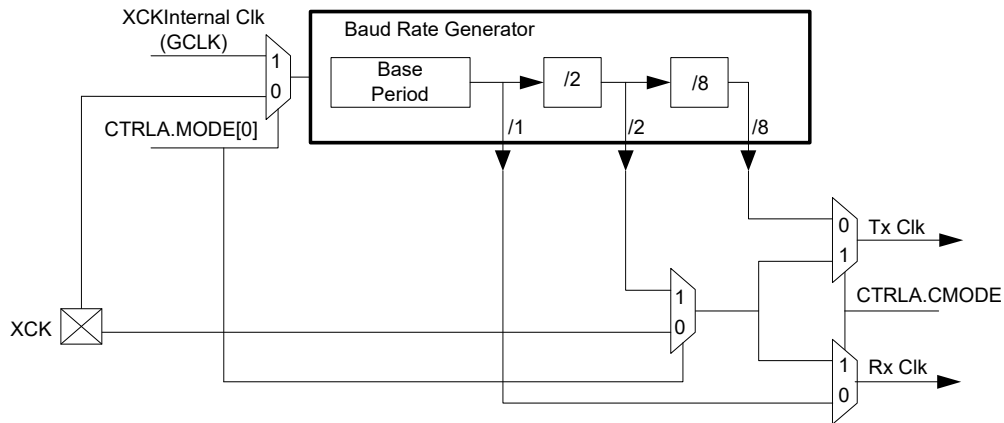 XCKInternal Clk
(GCLK)
Baud Rate Generator
1
0
Base
Period
/2
/8
CTRLA.MODE[0]
/1
/2
/8
0
Tx Clk
1
1
CTRLA.CMODE
XCK
0
1
Rx Clk
0